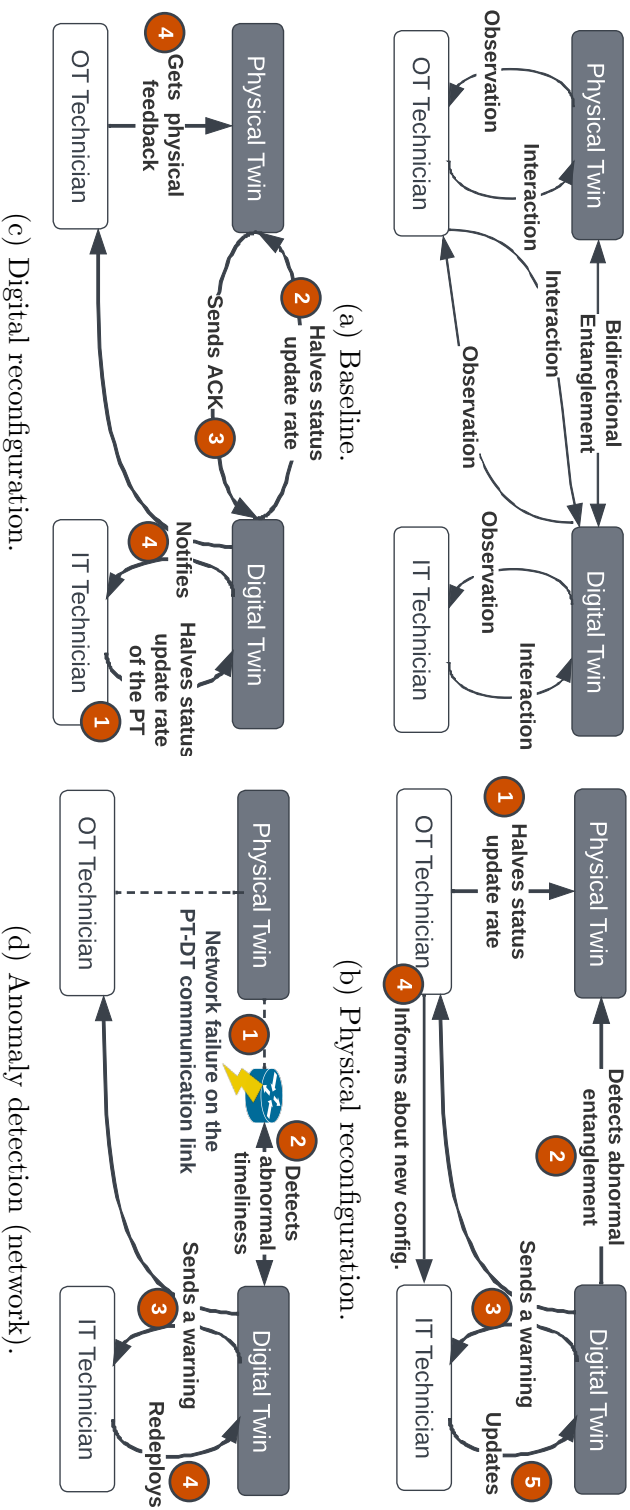 Physical Twin
Bidirectional
Entanglement
Digital Twin
Observation
Interaction
Interaction
Observation
Observation
Interaction
OT Technician
IT Technician
(a) Baseline.
Physical Twin
Detects abnormal
entanglement
2
Digital Twin
1
Halves status
update rate
Sends a warning
3
Updates
5
OT Technician
4
Informs about new config.
IT Technician
(b) Physical reconfiguration.
Physical Twin
2
Halves status
update rate
Sends ACK
3
Digital Twin
4
Gets physical
feedback
Notifies
4
Halves status
update rate
of the PT
OT Technician
IT Technician
1
(c) Digital reconfiguration.
Physical Twin
1
2
Detects
abnormal
timeliness
Digital Twin
Network failure on the
PT-DT communication link
Sends a warning
3
Redeploys
4
OT Technician
IT Technician
(d) Anomaly detection (network).